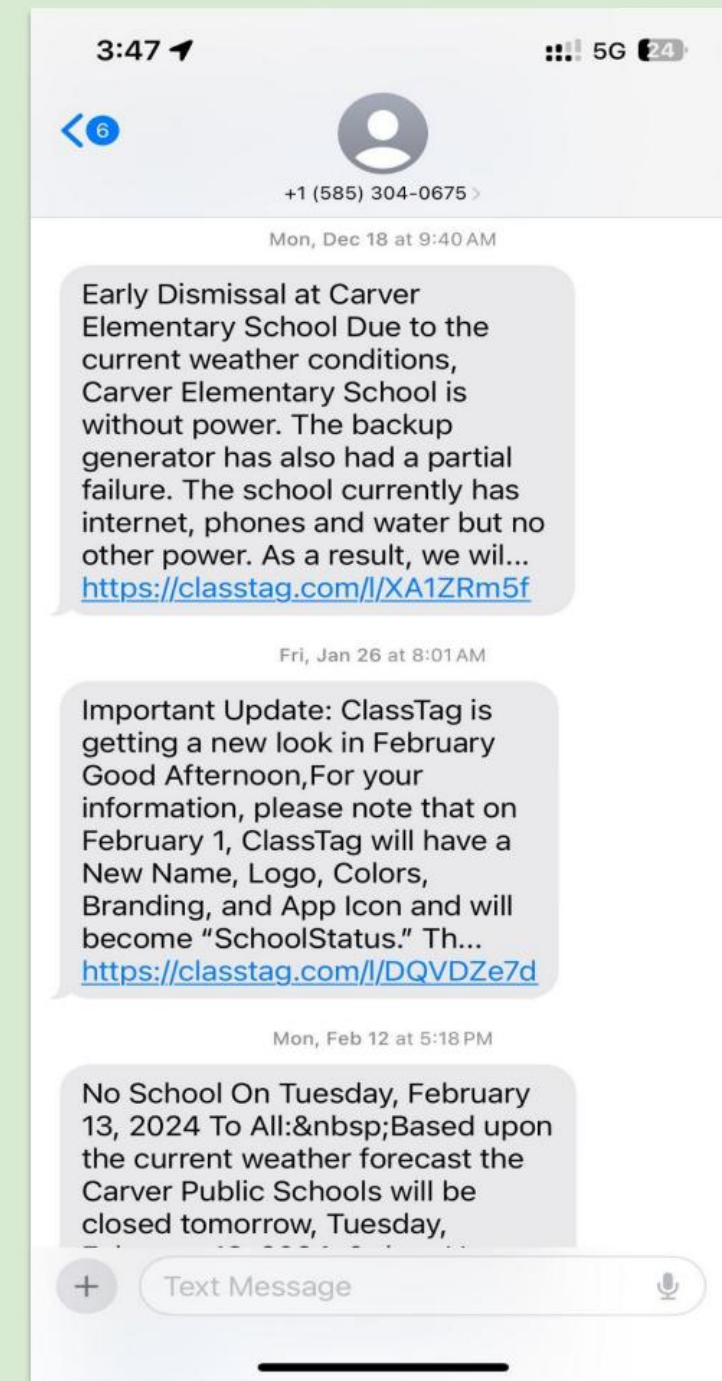 3:47
5G 24
6
+1 (585) 304-0675
Mon, Dec 18 at 9:40 AM
Early Dismissal at Carver
Elementary School Due to the
current weather conditions,
Carver Elementary School is
without power. The backup
generator has also had a partial
failure. The school currently has
internet, phones and water but no
other power. As a result, we wil...
https://classtag.com/l/XA1ZRm5f
Fri, Jan 26 at 8:01 AM
Important Update: ClassTag is
getting a new look in February
Good Afternoon,For your
information, please note that on
February 1, ClassTag will have a
New Name, Logo, Colors,
Branding, and App Icon and will
become “SchoolStatus.” Th...
https://classtag.com/l/DQVDZe7d
Mon, Feb 12 at 5:18 PM
No School On Tuesday, February
13, 2024 To All:&nbsp;Based upon
the current weather forecast the
Carver Public Schools will be
closed tomorrow, Tuesday,
Text Message